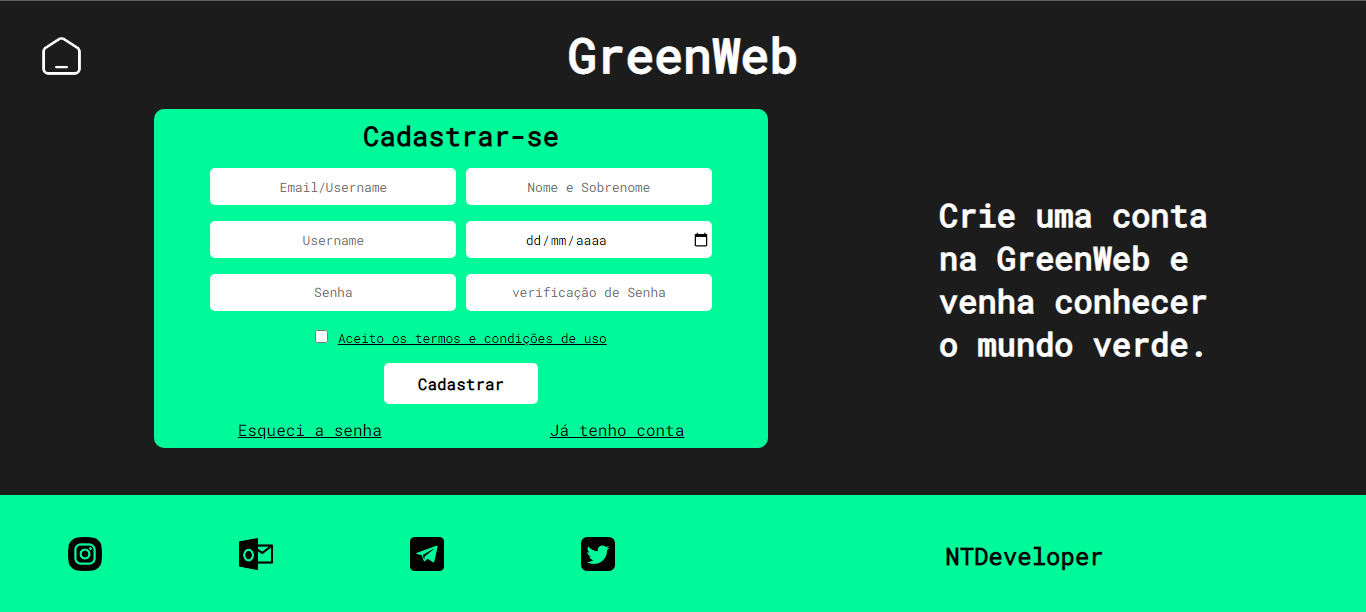 GreenWeb
Cadastrar-se
Email/Username
Nome e Sobrenome
Username
dd/mm/aaaa
Senha
verificação de Senha
Aceito os termos e condições de uso
Cadastrar
Esqueci a senha
Já tenho conta
Crie uma conta
na GreenWeb e
venha conhecer
o mundo verde.
NTDeveloper